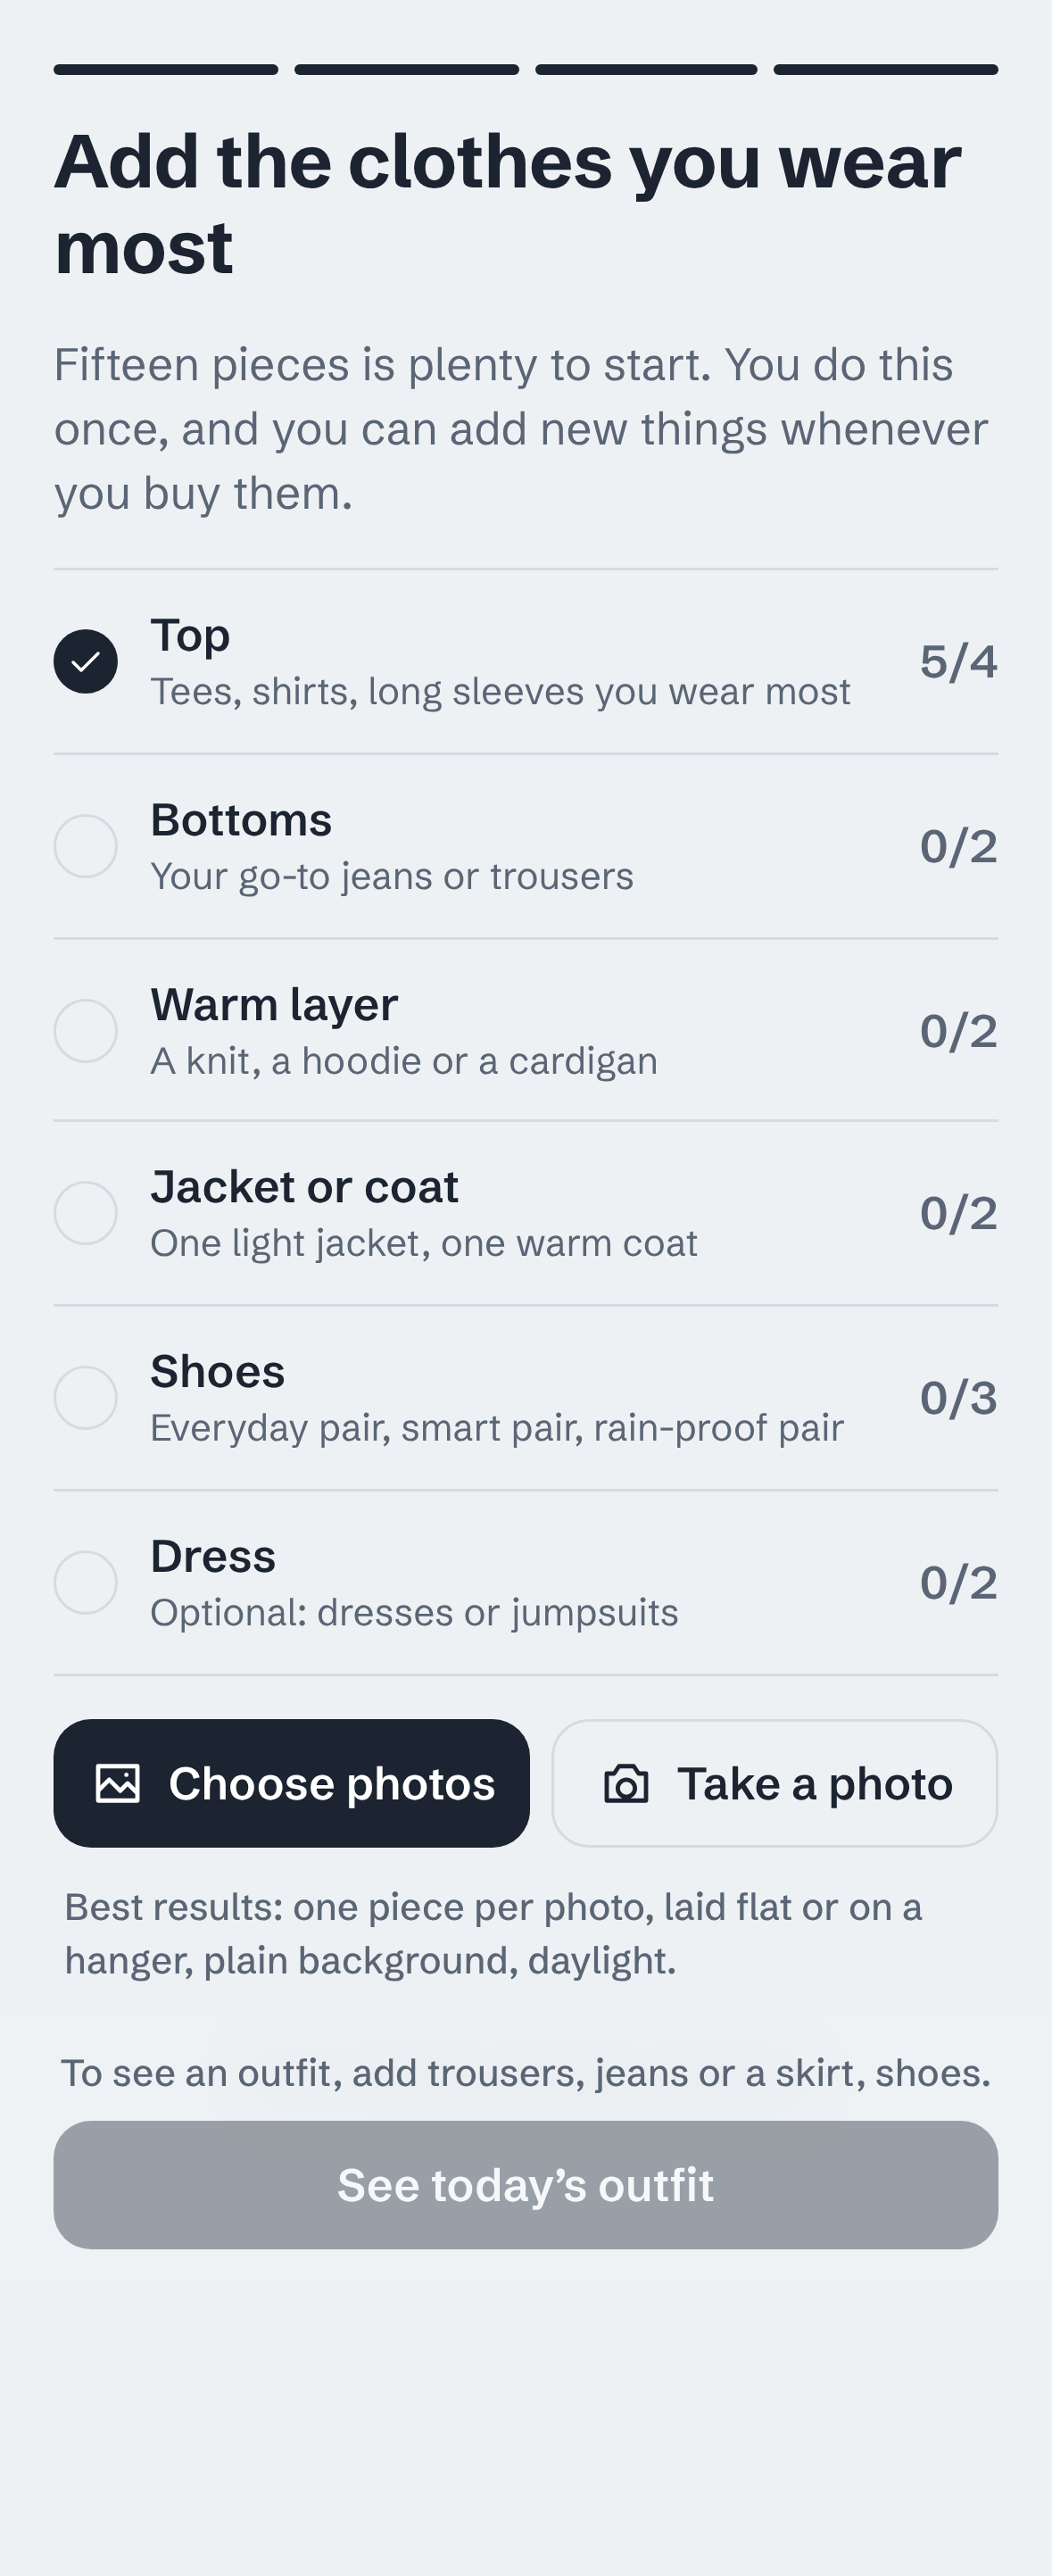 Add the clothes you wear
most
Fifteen pieces is plenty to start. You do this
once, and you can add new things whenever
you buy them.
Top
Tees, shirts, long sleeves you wear most
5/4
Bottoms
Your go-to jeans or trousers
0/2
Warm layer
A knit, a hoodie or a cardigan
0/2
Jacket or coat
One light jacket, one warm coat
0/2
Shoes
Everyday pair, smart pair, rain-proof pair
0/3
Dress
Optional: dresses or jumpsuits
0/2
Choose photos
Take a photo
Best results: one piece per photo, laid flat or on a
hanger, plain background, daylight.
To see an outfit, add trousers, jeans or a skirt, shoes.
See today’s outfit